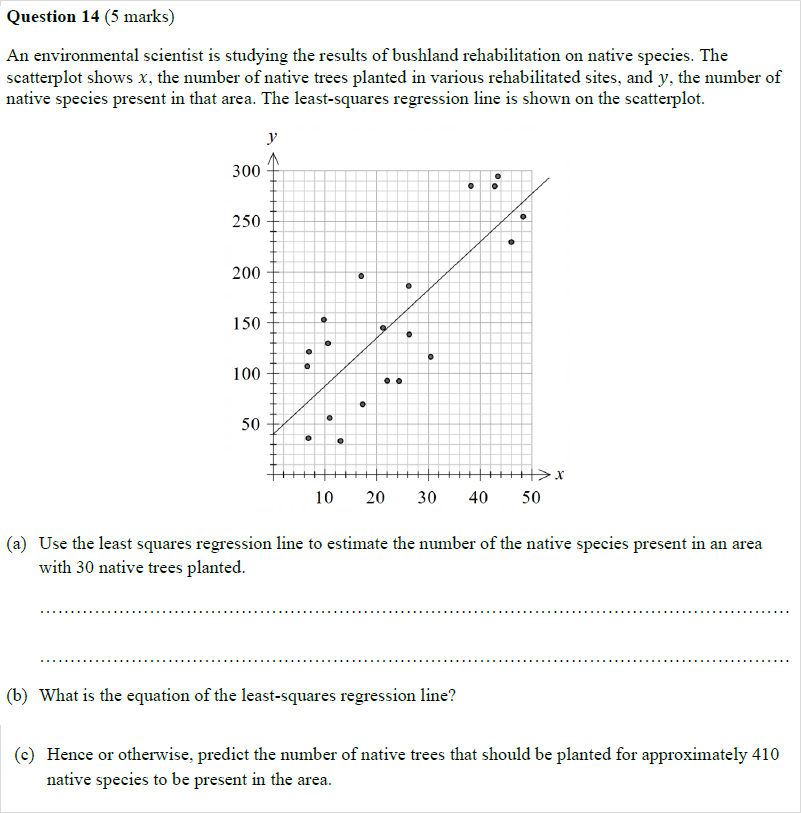 Question 14 (5 marks)
An environmental scientist is studying the results of bushland rehabilitation on native species. The
scatterplot shows x, the number of native trees planted in various rehabilitated sites, and y, the number of
native species present in that area. The least-squares regression line is shown on the scatterplot.
y
300
250
200
150
100
50
x
10 20 30 40 50
(a) Use the least squares regression line to estimate the number of the native species present in an area
with 30 native trees planted.
(b) What is the equation of the least-squares regression line?
(c) Hence or otherwise, predict the number of native trees that should be planted for approximately 410
native species to be present in the area.